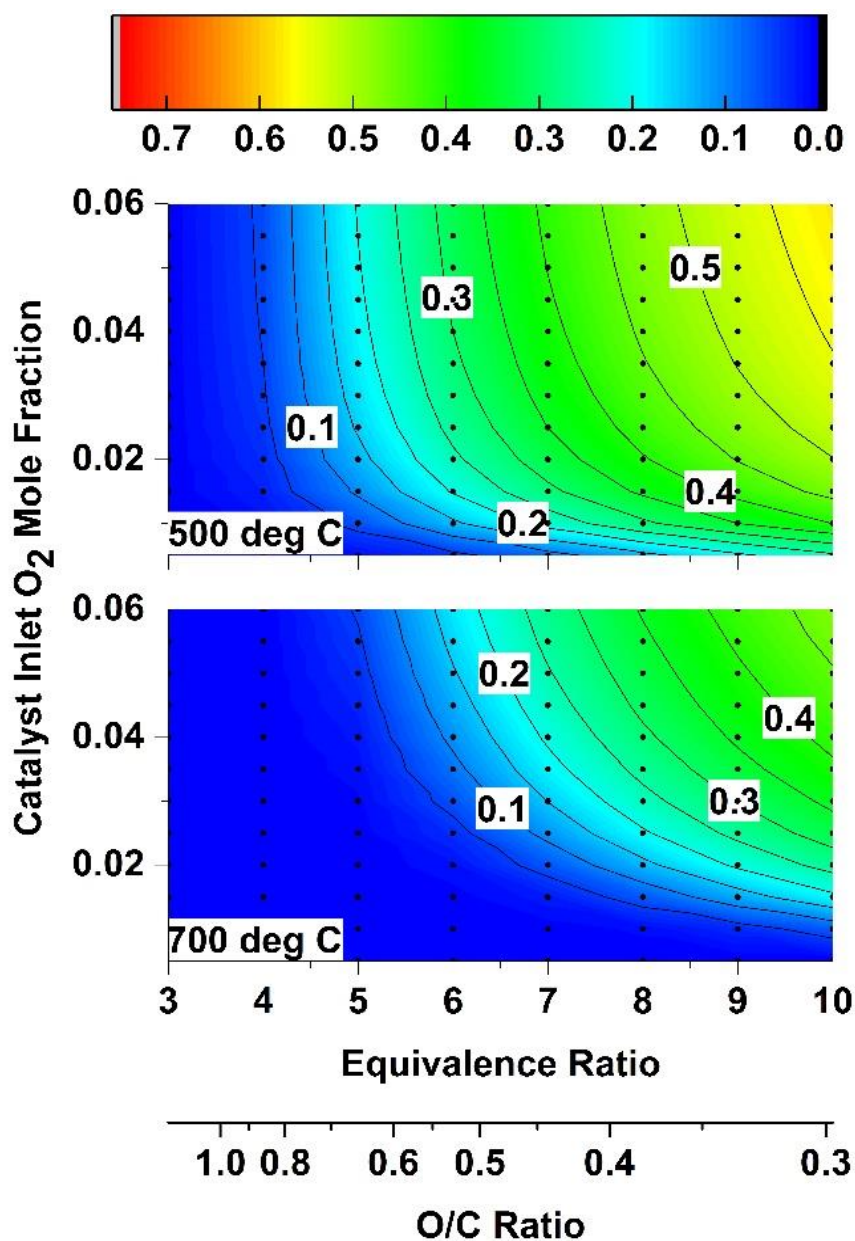 0.7 0.6 0.5 0.4 0.3 0.2 0.1 0.0
Catalyst Inlet O2 Mole Fraction
0.06
0.5
0.3
0.04
0.1
0.02
0.4
0.2
500 deg C
0.06
0.2
0.4
0.04
0.3
0.1
0.02
700 deg C
3 4 5 6 7 8 9 10
Equivalence Ratio
1.0 0.8 0.6 0.5 0.4 0.3
O/C Ratio